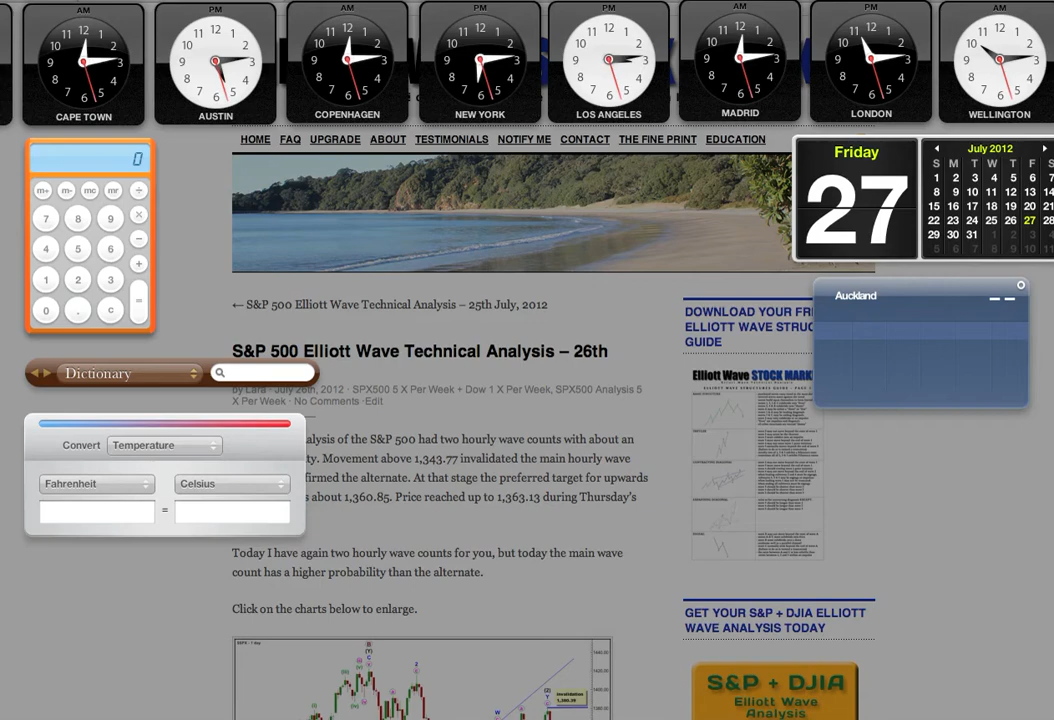 AM
AM
AM
AM
AM
CAPE TOWN
AUSTIN
COPENHAGEN
NEW YORK
LOS ANGELES
MADRID
LONDON
WELLINGTON
HOME FAQ UPGRADE ABOUT TESTIMONIALS NOTIFY ME CONTACT THE FINE PRINT EDUCATION
0
m+ m- mc mr ÷
7 8 9 ×
4 5 6 −
1 2 3 +
0 . c =
Friday
27
July 2012
S M T W T F S
1 2 3 4 5 6 7
8 9 10 11 12 13 14
15 16 17 18 19 20 21
22 23 24 25 26 27 28
29 30 31 1 2 3
5 6 7 8 9 10
Auckland
← S&P 500 Elliott Wave Technical Analysis – 25th July, 2012
S&P 500 Elliott Wave Technical Analysis – 26th
Dictionary
by Lara · July 26th, 2012 · SPX500 5 X Per Week + Dow 1 X Per Week, SPX500 Analysis 5
X Per Week · No Comments · Edit
Convert Temperature
Fahrenheit Celsius
=
alysis of the S&P 500 had two hourly wave counts with about an
ty. Movement above 1,343.77 invalidated the main hourly wave
firmed the alternate. At that stage the preferred target for upwards
s about 1,360.85. Price reached up to 1,363.13 during Thursday's
Today I have again two hourly wave counts for you, but today the main wave
count has a higher probability than the alternate.
Click on the charts below to enlarge.
DOWNLOAD YOUR FR
ELLIOTT WAVE STRUC
GUIDE
Elliott Wave STOCK MARK
GET YOUR S&P + DJIA ELLIOTT
WAVE ANALYSIS TODAY
S&P + DJIA
Elliott Wave
Analysis